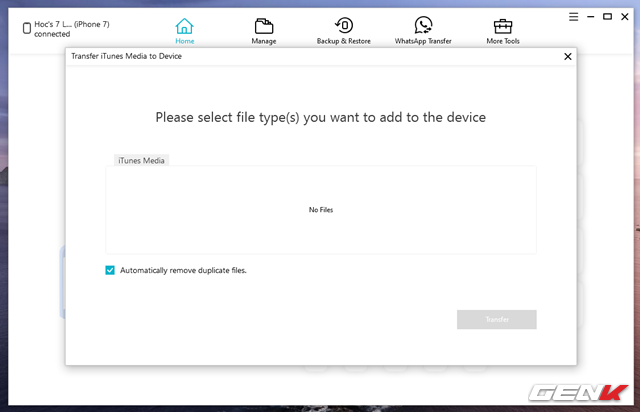 Hoc's 7 L... (iPhone 7)
connected
Home
Manage
Backup & Restore
WhatsApp Transfer
More Tools
Transfer iTunes Media to Device
Please select file type(s) you want to add to the device
iTunes Media
No Files
Automatically remove duplicate files.
Transfer
GENK